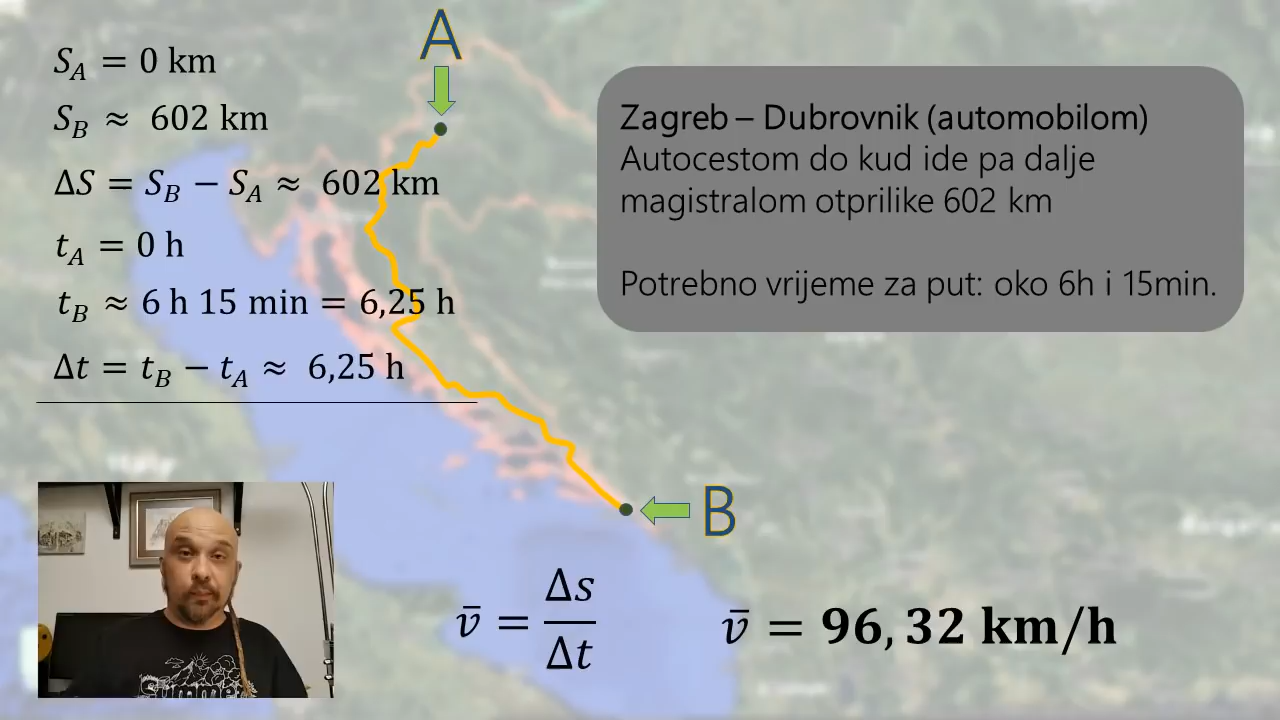 A
S_A = 0 km
S_B ≈ 602 km
ΔS = S_B − S_A ≈ 602 km
t_A = 0 h
t_B ≈ 6 h 15 min = 6,25 h
Δt = t_B − t_A ≈ 6,25 h
Zagreb – Dubrovnik (automobilom)
Autocestom do kud ide pa dalje
magistralom otprilike 602 km
Potrebno vrijeme za put: oko 6h i 15min.
B
v̄ = Δs/Δt
v̄ = 96,32 km/h